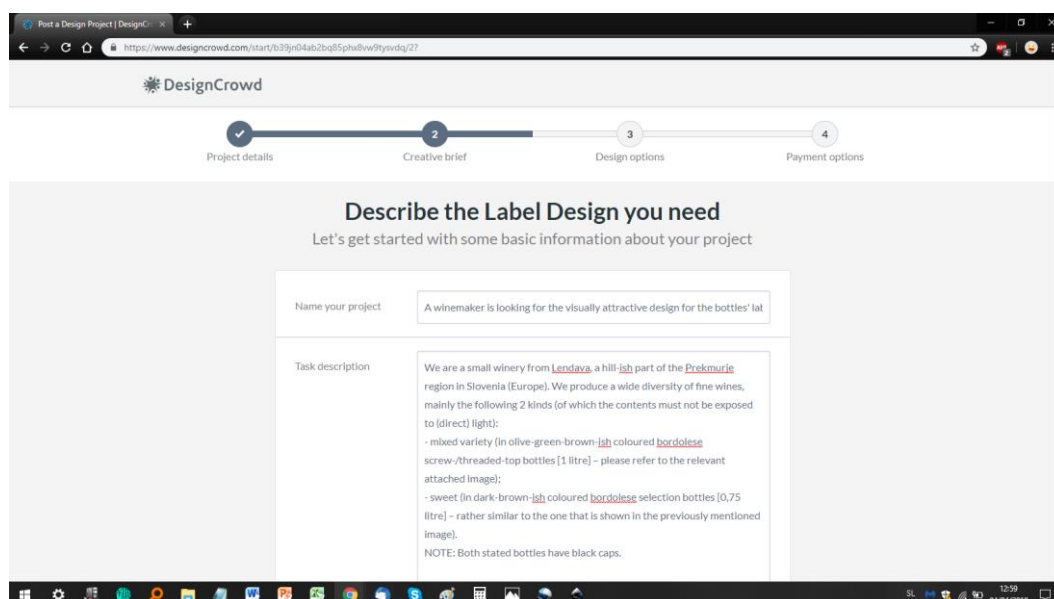 Post a Design Project | DesignCr
https://www.designcrowd.com/start/b39jn04ab2bq85phx8vw9tysvdq/2?
DesignCrowd
2
3
4
Project details
Creative brief
Design options
Payment options
Describe the Label Design you need
Let's get started with some basic information about your project
Name your project
A winemaker is looking for the visually attractive design for the bottles' lab
Task description
We are a small winery from Lendava, a hill-ish part of the Prekmurje
region in Slovenia (Europe). We produce a wide diversity of fine wines,
mainly the following 2 kinds (of which the contents must not be exposed
to (direct) light):
- mixed variety (in olive-green-brown-ish coloured bordolese
screw-/threaded-top bottles [1 litre] – please refer to the relevant
attached image);
- sweet (in dark-brown-ish coloured bordolese selection bottles [0,75
litre] – rather similar to the one that is shown in the previously mentioned
image).
NOTE: Both stated bottles have black caps.
SL
12:59